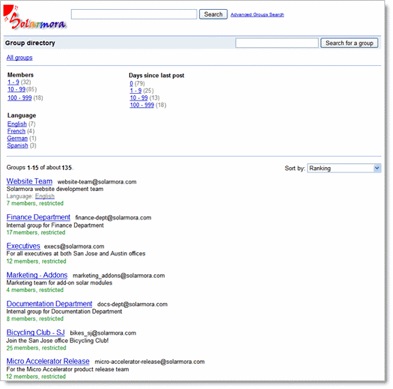 Solarmora
Search
Advanced Groups Search
Group directory
Search for a group
All groups
Members
1 - 9 (32)
10 - 99 (85)
100 - 999 (18)
Days since last post
0 (79)
1 - 9 (25)
10 - 99 (13)
100 - 999 (18)
Language
English (7)
French (4)
German (1)
Spanish (3)
Groups 1-15 of about 135.
Sort by: Ranking
Website Team website-team@solarmora.com
Solarmora website development team
Language: English
7 members, restricted
Finance Department finance-dept@solarmora.com
Internal group for Finance Department
17 members, restricted
Executives execs@solarmora.com
For all executives at both San Jose and Austin offices
12 members, restricted
Marketing - Addons marketing_addons@solarmora.com
Marketing team for add-on solar modules
4 members, restricted
Documentation Department docs-dept@solarmora.com
Internal group for Documentation Department
8 members, restricted
Bicycling Club - SJ bikes_sj@solarmora.com
Join the San Jose office Bicycling Club!
25 members, restricted
Micro Accelerator Release micro-accelerator-release@solarmora.com
For the Micro Accelerator product release team
12 members, restricted